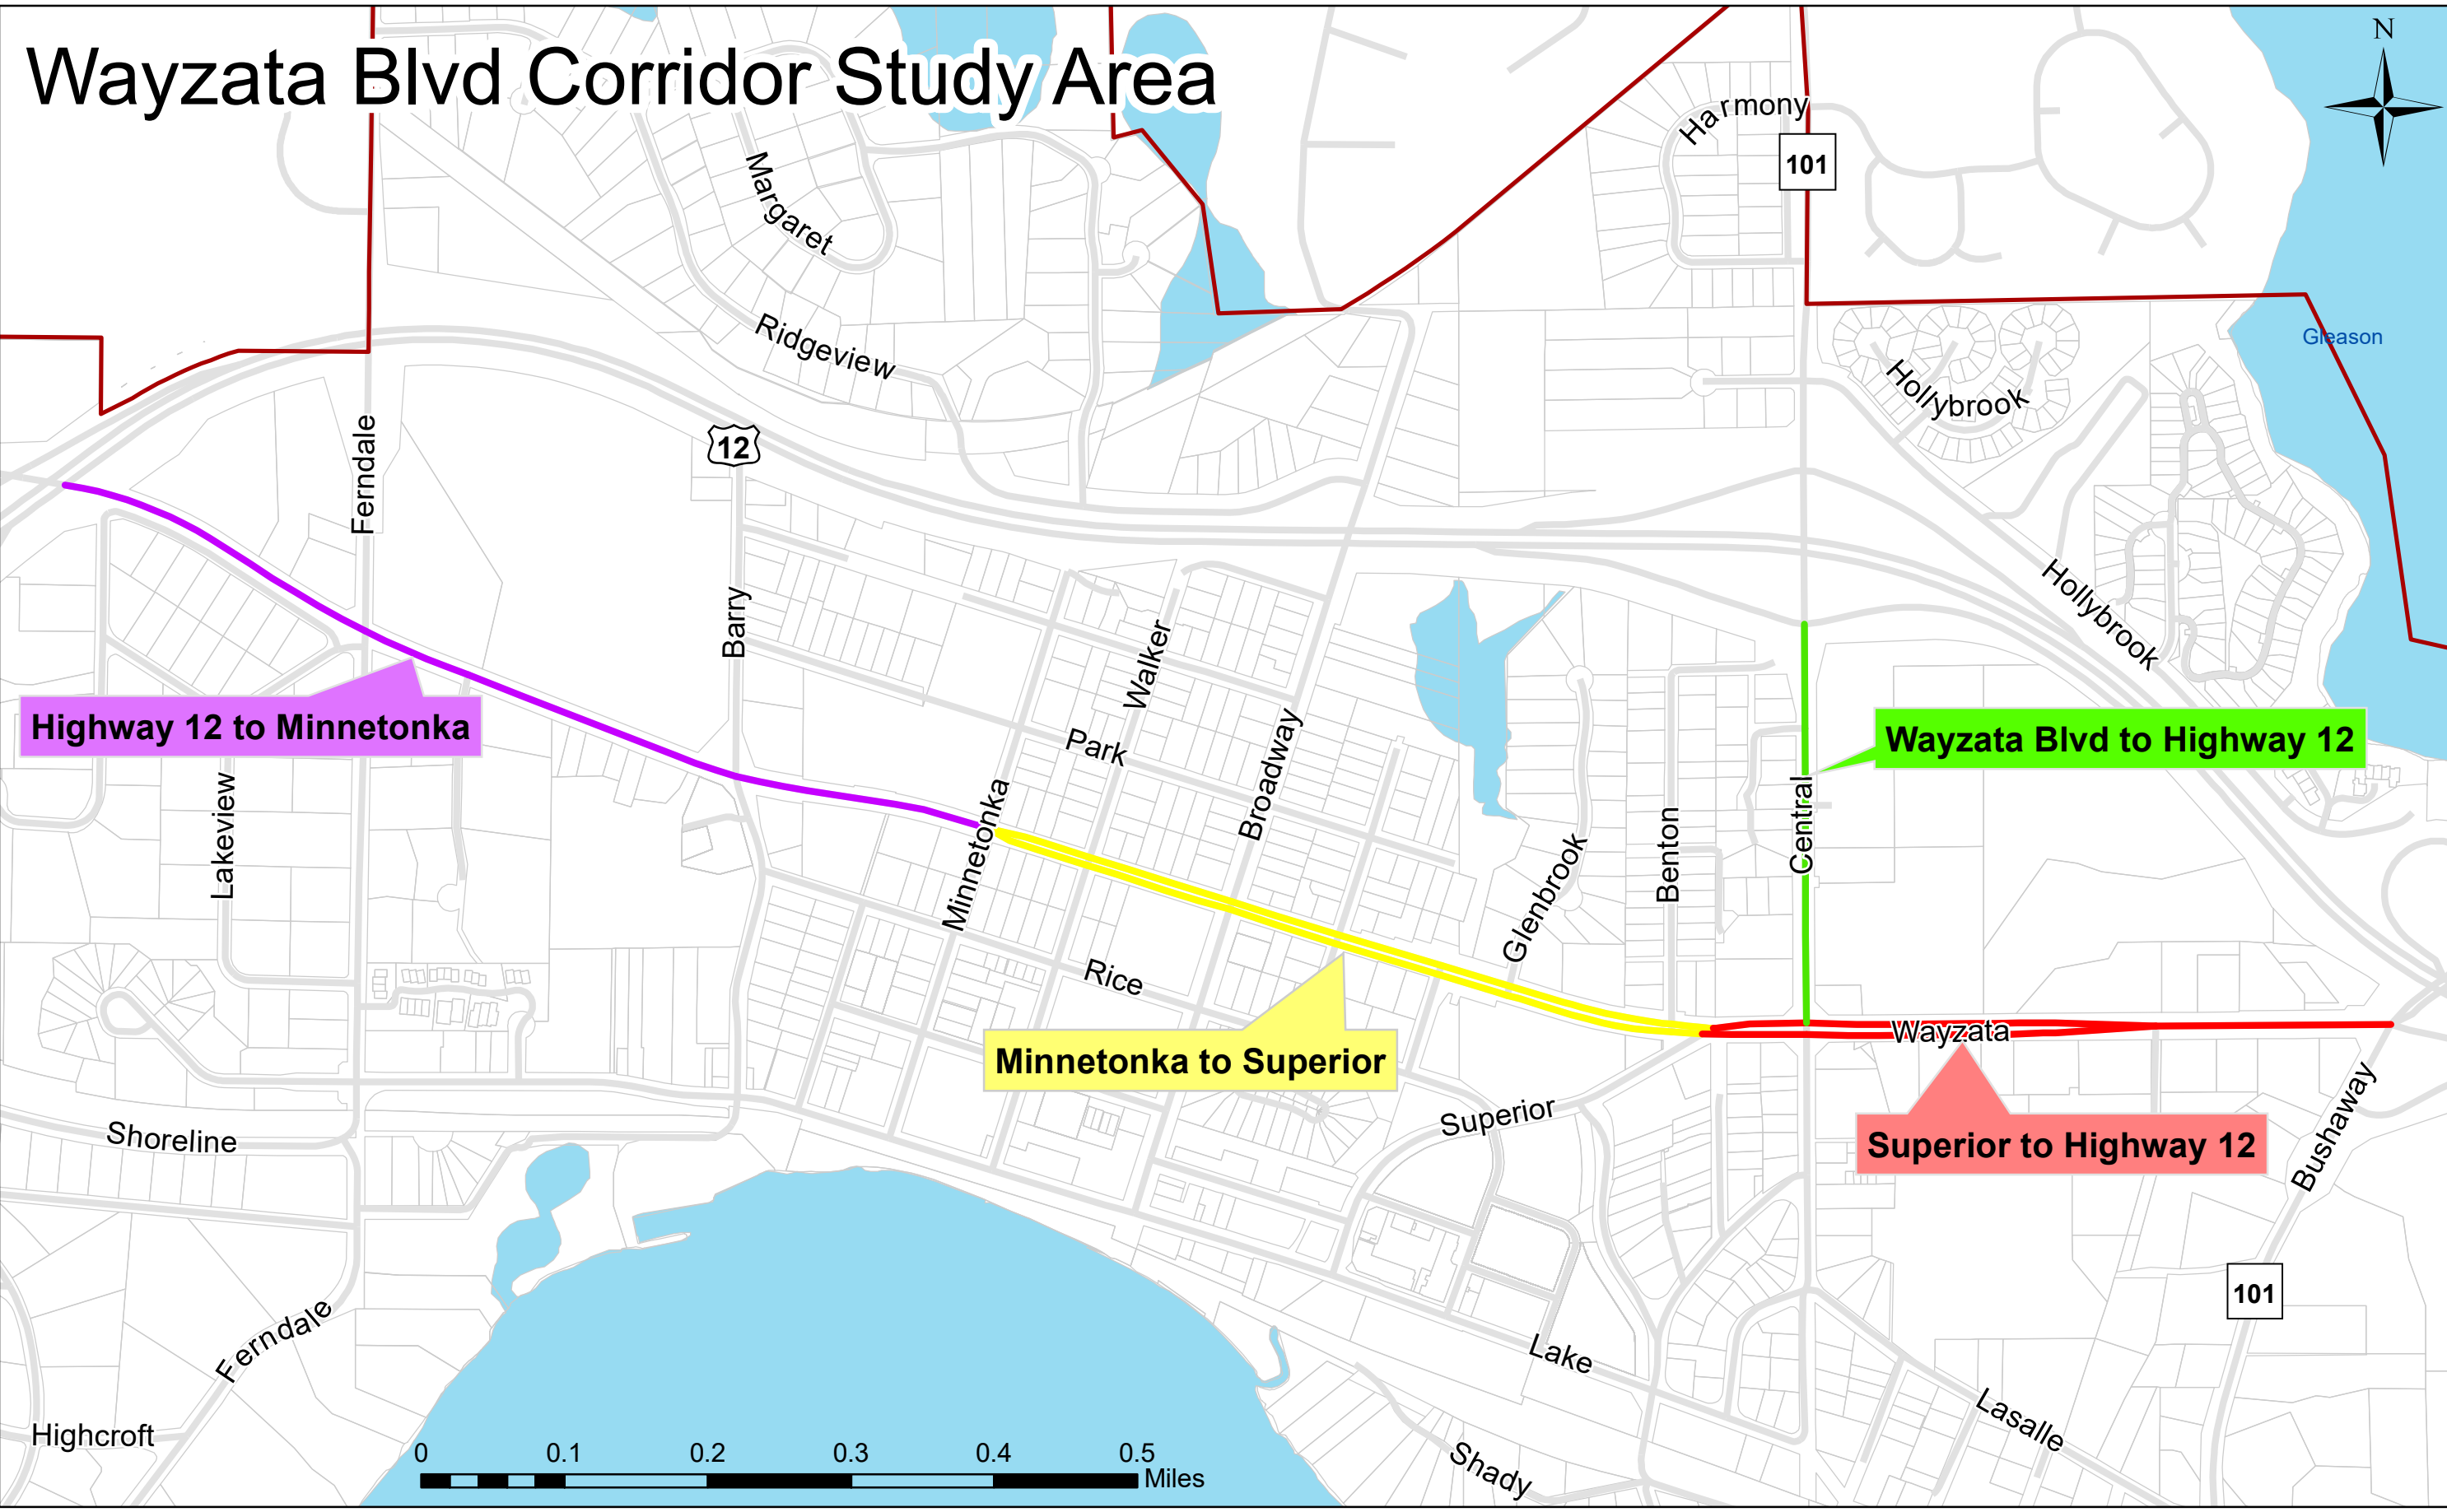 Wayzata Blvd Corridor Study Area
N
Harmony
101
Margaret
Ridgeview
Gleason
Hollybrook
Ferndale
12
Hollybrook
Barry
Walker
Highway 12 to Minnetonka
Park
Broadway
Wayzata Blvd to Highway 12
Lakeview
Minnetonka
Glenbrook
Benton
Central
Rice
Wayzata
Minnetonka to Superior
Superior
Bushaway
Shoreline
Superior to Highway 12
101
Ferndale
Lake
Highcroft
Lasalle
Shady
0 0.1 0.2 0.3 0.4 0.5
Miles